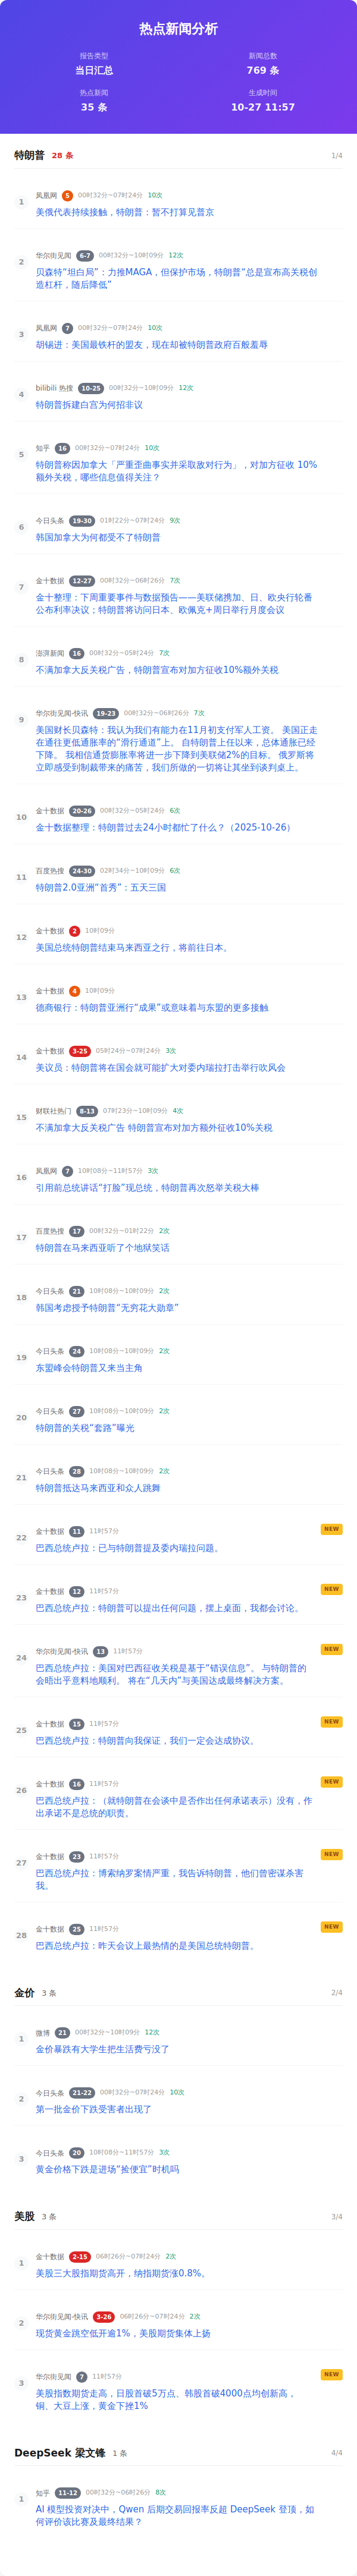 热点新闻分析
报告类型
新闻总数
当日汇总
769 条
热点新闻
生成时间
35 条
10-27 11:57
特朗普 28 条 1/4
1
凤凰网 5 00时32分~07时24分 10次
美俄代表持续接触，特朗普：暂不打算见普京
2
华尔街见闻 6-7 00时32分~10时09分 12次
贝森特“坦白局”：力推MAGA，但保护市场，特朗普“总是宣布高关税创
造杠杆，随后降低”
3
凤凰网 7 00时32分~07时24分 10次
胡锡进：美国最铁杆的盟友，现在却被特朗普政府百般羞辱
4
bilibili 热搜 10-25 00时32分~10时09分 12次
特朗普拆建白宫为何招非议
5
知乎 16 00时32分~07时24分 10次
特朗普称因加拿大「严重歪曲事实并采取敌对行为」，对加方征收 10%
额外关税，哪些信息值得关注？
6
今日头条 19-30 01时22分~07时24分 9次
韩国加拿大为何都受不了特朗普
7
金十数据 12-27 00时32分~06时26分 7次
金十整理：下周重要事件与数据预告——美联储携加、日、欧央行轮番
公布利率决议；特朗普将访问日本、欧佩克+周日举行月度会议
8
澎湃新闻 16 00时32分~05时24分 7次
不满加拿大反关税广告，特朗普宣布对加方征收10%额外关税
9
华尔街见闻-快讯 19-23 00时32分~06时26分 7次
美国财长贝森特：我认为我们有能力在11月初支付军人工资。 美国正走
在通往更低通胀率的“滑行通道”上。 自特朗普上任以来，总体通胀已经
下降。 我相信通货膨胀率将进一步下降到美联储2%的目标。 俄罗斯将
立即感受到制裁带来的痛苦，我们所做的一切将让其坐到谈判桌上。
10
金十数据 20-26 00时32分~05时24分 6次
金十数据整理：特朗普过去24小时都忙了什么？（2025-10-26）
11
百度热搜 24-30 02时34分~10时09分 6次
特朗普2.0亚洲“首秀”：五天三国
12
金十数据 2 10时09分
美国总统特朗普结束马来西亚之行，将前往日本。
13
金十数据 4 10时09分
德商银行：特朗普亚洲行“成果”或意味着与东盟的更多接触
14
金十数据 3-25 05时24分~07时24分 3次
美议员：特朗普将在国会就可能扩大对委内瑞拉打击举行吹风会
15
财联社热门 8-13 07时23分~10时09分 4次
不满加拿大反关税广告 特朗普宣布对加方额外征收10%关税
16
凤凰网 7 10时08分~11时57分 3次
引用前总统讲话“打脸”现总统，特朗普再次怒举关税大棒
17
百度热搜 17 00时32分~01时22分 2次
特朗普在马来西亚听了个地狱笑话
18
今日头条 21 10时08分~10时09分 2次
韩国考虑授予特朗普“无穷花大勋章”
19
今日头条 24 10时08分~10时09分 2次
东盟峰会特朗普又来当主角
20
今日头条 27 10时08分~10时09分 2次
特朗普的关税“套路”曝光
21
今日头条 28 10时08分~10时09分 2次
特朗普抵达马来西亚和众人跳舞
22
金十数据 11 11时57分 NEW
巴西总统卢拉：已与特朗普提及委内瑞拉问题。
23
金十数据 12 11时57分 NEW
巴西总统卢拉：特朗普可以提出任何问题，摆上桌面，我都会讨论。
24
华尔街见闻-快讯 13 11时57分 NEW
巴西总统卢拉：美国对巴西征收关税是基于“错误信息”。 与特朗普的
会晤出乎意料地顺利。 将在“几天内”与美国达成最终解决方案。
25
金十数据 15 11时57分 NEW
巴西总统卢拉：特朗普向我保证，我们一定会达成协议。
26
金十数据 16 11时57分 NEW
巴西总统卢拉：（就特朗普在会谈中是否作出任何承诺表示）没有，作
出承诺不是总统的职责。
27
金十数据 23 11时57分 NEW
巴西总统卢拉：博索纳罗案情严重，我告诉特朗普，他们曾密谋杀害
我。
28
金十数据 25 11时57分 NEW
巴西总统卢拉：昨天会议上最热情的是美国总统特朗普。
金价 3 条 2/4
1
微博 21 00时32分~10时09分 12次
金价暴跌有大学生把生活费亏没了
2
今日头条 21-22 00时32分~07时24分 10次
第一批金价下跌受害者出现了
3
今日头条 20 10时08分~11时57分 3次
黄金价格下跌是进场“捡便宜”时机吗
美股 3 条 3/4
1
金十数据 2-15 06时26分~07时24分 2次
美股三大股指期货高开，纳指期货涨0.8%。
2
华尔街见闻-快讯 3-26 06时26分~07时24分 2次
现货黄金跳空低开逾1%，美股期货集体上扬
3
华尔街见闻 7 11时57分 NEW
美股指数期货走高，日股首破5万点、韩股首破4000点均创新高，
铜、大豆上涨，黄金下挫1%
DeepSeek 梁文锋 1 条 4/4
1
知乎 11-12 00时32分~06时26分 8次
AI 模型投资对决中，Qwen 后期交易回报率反超 DeepSeek 登顶，如
何评价该比赛及最终结果？